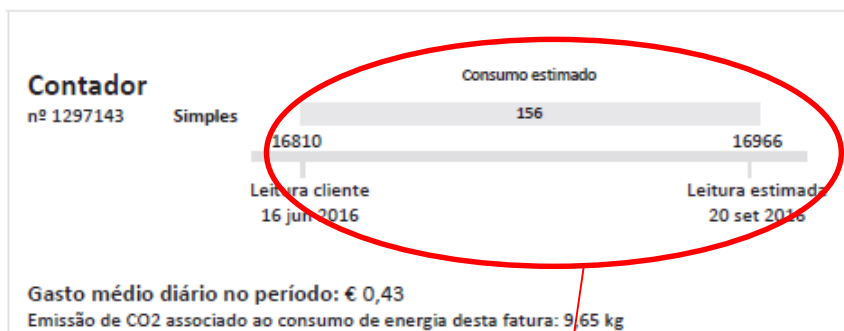 Contador
Consumo estimado
nº 1297143 Simples 156
16810 16966
Leitura cliente Leitura estimada
16 jun 2016 20 set 2016
Gasto médio diário no período: € 0,43
Emissão de CO2 associado ao consumo de energia desta fatura: 9,65 kg